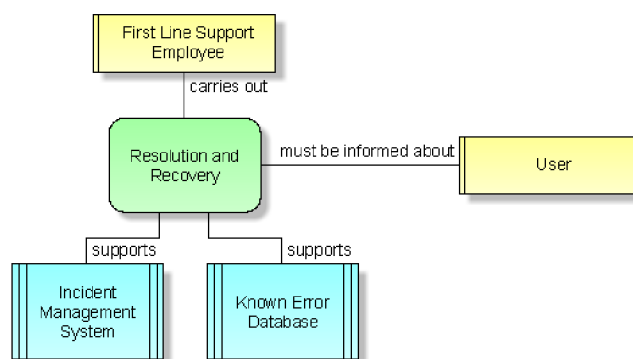 First Line Support
Employee
carries out
Resolution and
Recovery
must be informed about
User
supports
supports
Incident
Management
System
Known Error
Database